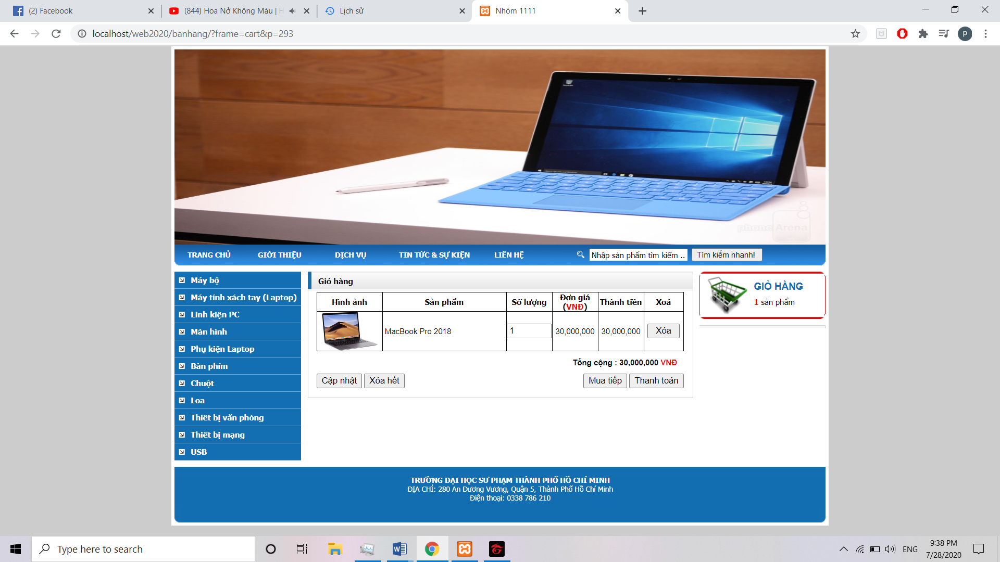 (2) Facebook
(844) Hoa Nở Không Màu | H
Lịch sử
Nhóm 1111
localhost/web2020/banhang/?frame=cart&p=293
P
phone Arena
TRANG CHỦ GIỚI THIỆU DỊCH VỤ TIN TỨC & SỰ KIỆN LIÊN HỆ Nhập sản phẩm tìm kiếm .. Tìm kiếm nhanh!
Máy bộ
Máy tính xách tay (Laptop)
Linh kiện PC
Màn hình
Phụ kiện Laptop
Bàn phím
Chuột
Loa
Thiết bị văn phòng
Thiết bị mạng
USB
Giỏ hàng
Hình ảnh Sản phẩm Số lượng Đơn giá (VNĐ) Thành tiền Xoá
MacBook Pro 2018 1 30,000,000 30,000,000 Xóa
Tổng cộng : 30,000,000 VNĐ
Cập nhật Xóa hết Mua tiếp Thanh toán
GIỎ HÀNG
1 sản phẩm
TRƯỜNG ĐẠI HỌC SƯ PHẠM THÀNH PHỐ HỒ CHÍ MINH
ĐỊA CHỈ: 280 An Dương Vương, Quận 5, Thành Phố Hồ Chí Minh
Điện thoại: 0338 786 210
Type here to search
ENG
9:38 PM
7/28/2020